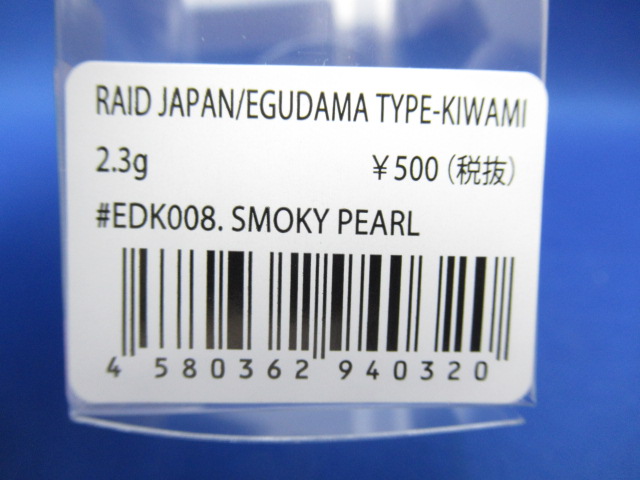 RAID JAPAN/EGUDAMA TYPE-KIWAMI
2.3g ¥500(税抜)
#EDK008. SMOKY PEARL
4 580362 940320